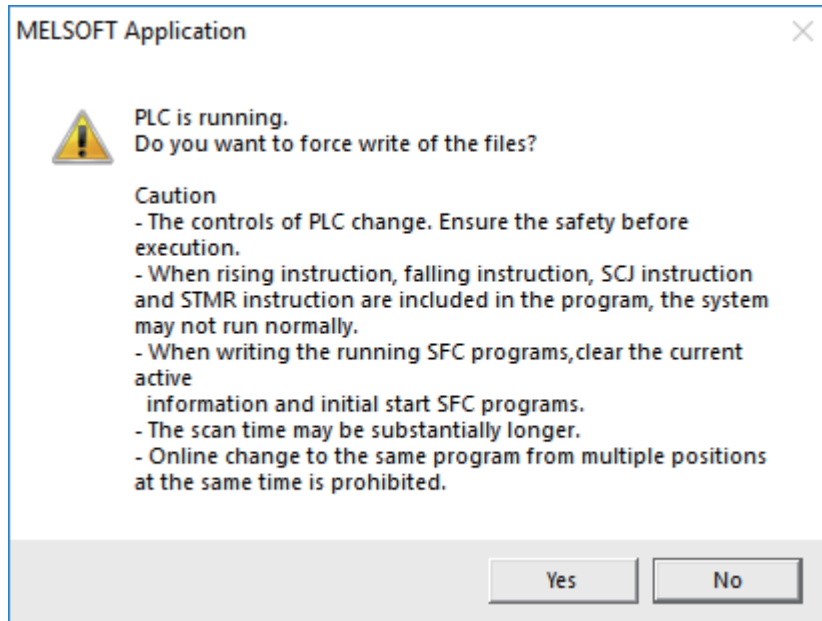 MELSOFT Application
PLC is running.
Do you want to force write of the files?
Caution
- The controls of PLC change. Ensure the safety before
execution.
- When rising instruction, falling instruction, SCJ instruction
and STMR instruction are included in the program, the system
may not run normally.
- When writing the running SFC programs,clear the current
active
information and initial start SFC programs.
- The scan time may be substantially longer.
- Online change to the same program from multiple positions
at the same time is prohibited.
Yes
No